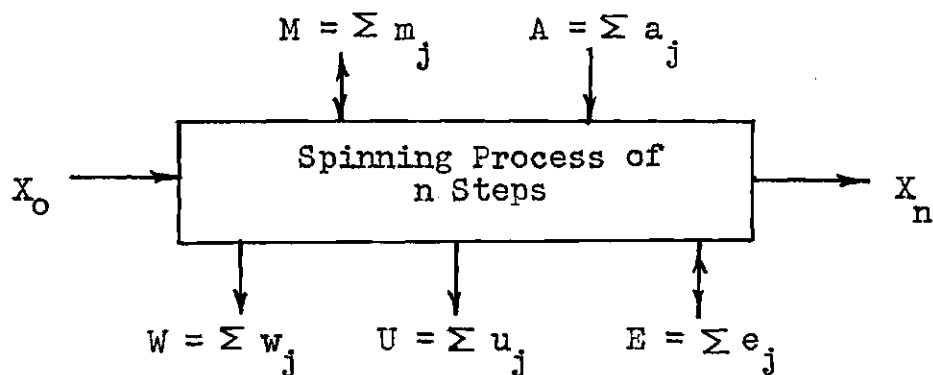 M = Σ m_j A = Σ a_j
Spinning Process of
n Steps
X_o X_n
W = Σ w_j U = Σ u_j E = Σ e_j